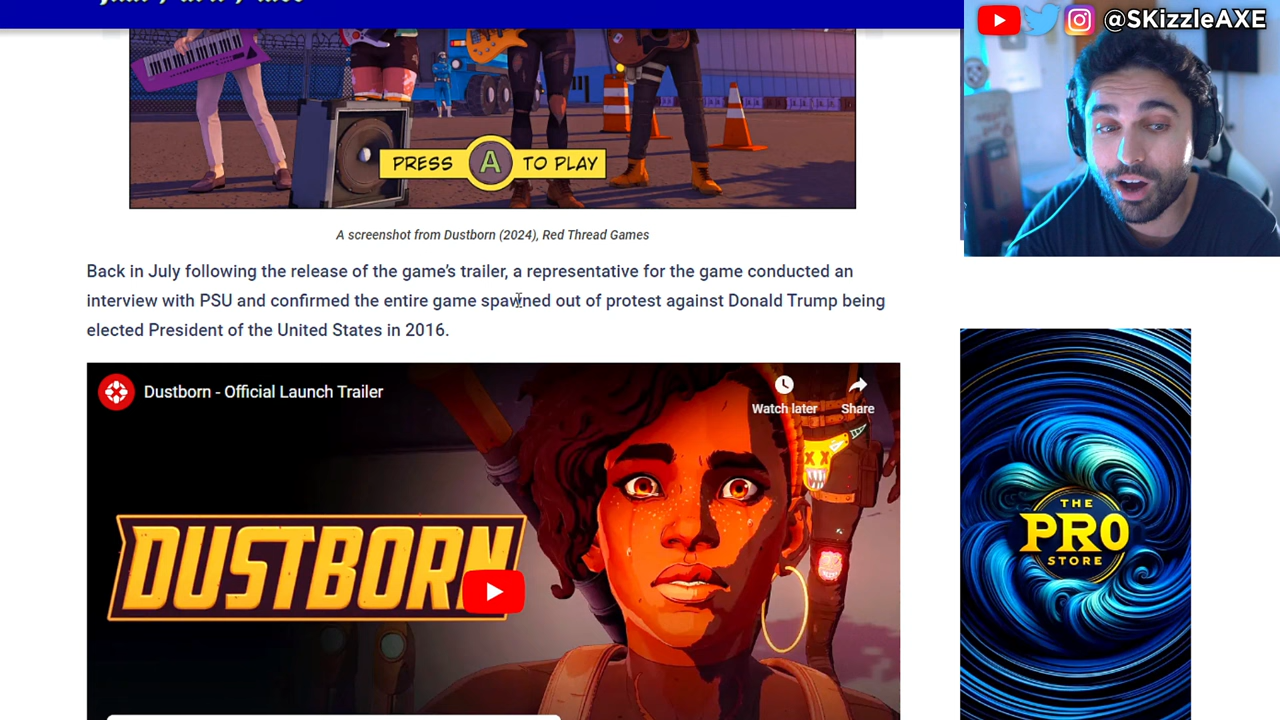 @SKizzleAXE
PRESS A TO PLAY
A screenshot from Dustborn (2024), Red Thread Games
Back in July following the release of the game's trailer, a representative for the game conducted an
interview with PSU and confirmed the entire game spawned out of protest against Donald Trump being
elected President of the United States in 2016.
Dustborn - Official Launch Trailer
Watch later
Share
DUSTBORN
THE
PRO
STORE